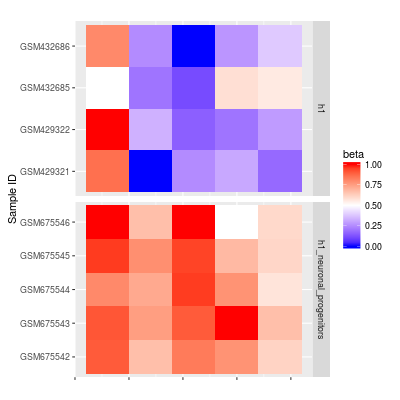 GSM432686
GSM432685
GSM429322
GSM429321
h1
GSM675546
GSM675545
GSM675544
GSM675543
GSM675542
h1_neuronal_progenitors
Sample ID
beta
1.00
0.75
0.50
0.25
0.00